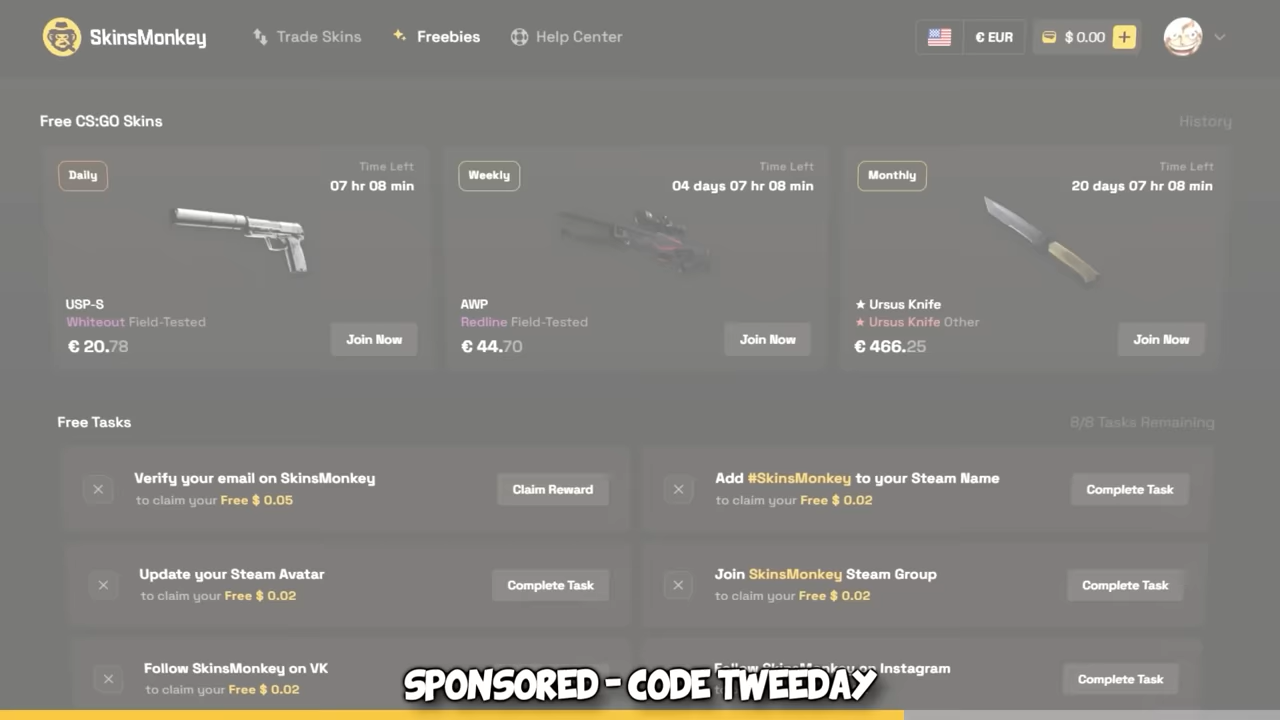 SkinsMonkey
Trade Skins
Freebies
Help Center
€ EUR
$ 0.00 +
Free CS:GO Skins
History
Daily
Time Left
07 hr 08 min
USP-S
Whiteout Field-Tested
€ 20.78
Join Now
Weekly
Time Left
04 days 07 hr 08 min
AWP
Redline Field-Tested
€ 44.70
Join Now
Monthly
Time Left
20 days 07 hr 08 min
★ Ursus Knife
★ Ursus Knife Other
€ 466.25
Join Now
Free Tasks
8/8 Tasks Remaining
Verify your email on SkinsMonkey
to claim your Free $ 0.05
Claim Reward
Add #SkinsMonkey to your Steam Name
to claim your Free $ 0.02
Complete Task
Update your Steam Avatar
to claim your Free $ 0.02
Complete Task
Join SkinsMonkey Steam Group
to claim your Free $ 0.02
Complete Task
Follow SkinsMonkey on VK
to claim your Free $ 0.02
Follow SkinsMonkey on Instagram
Complete Task
SPONSORED - CODE TWEEDAY